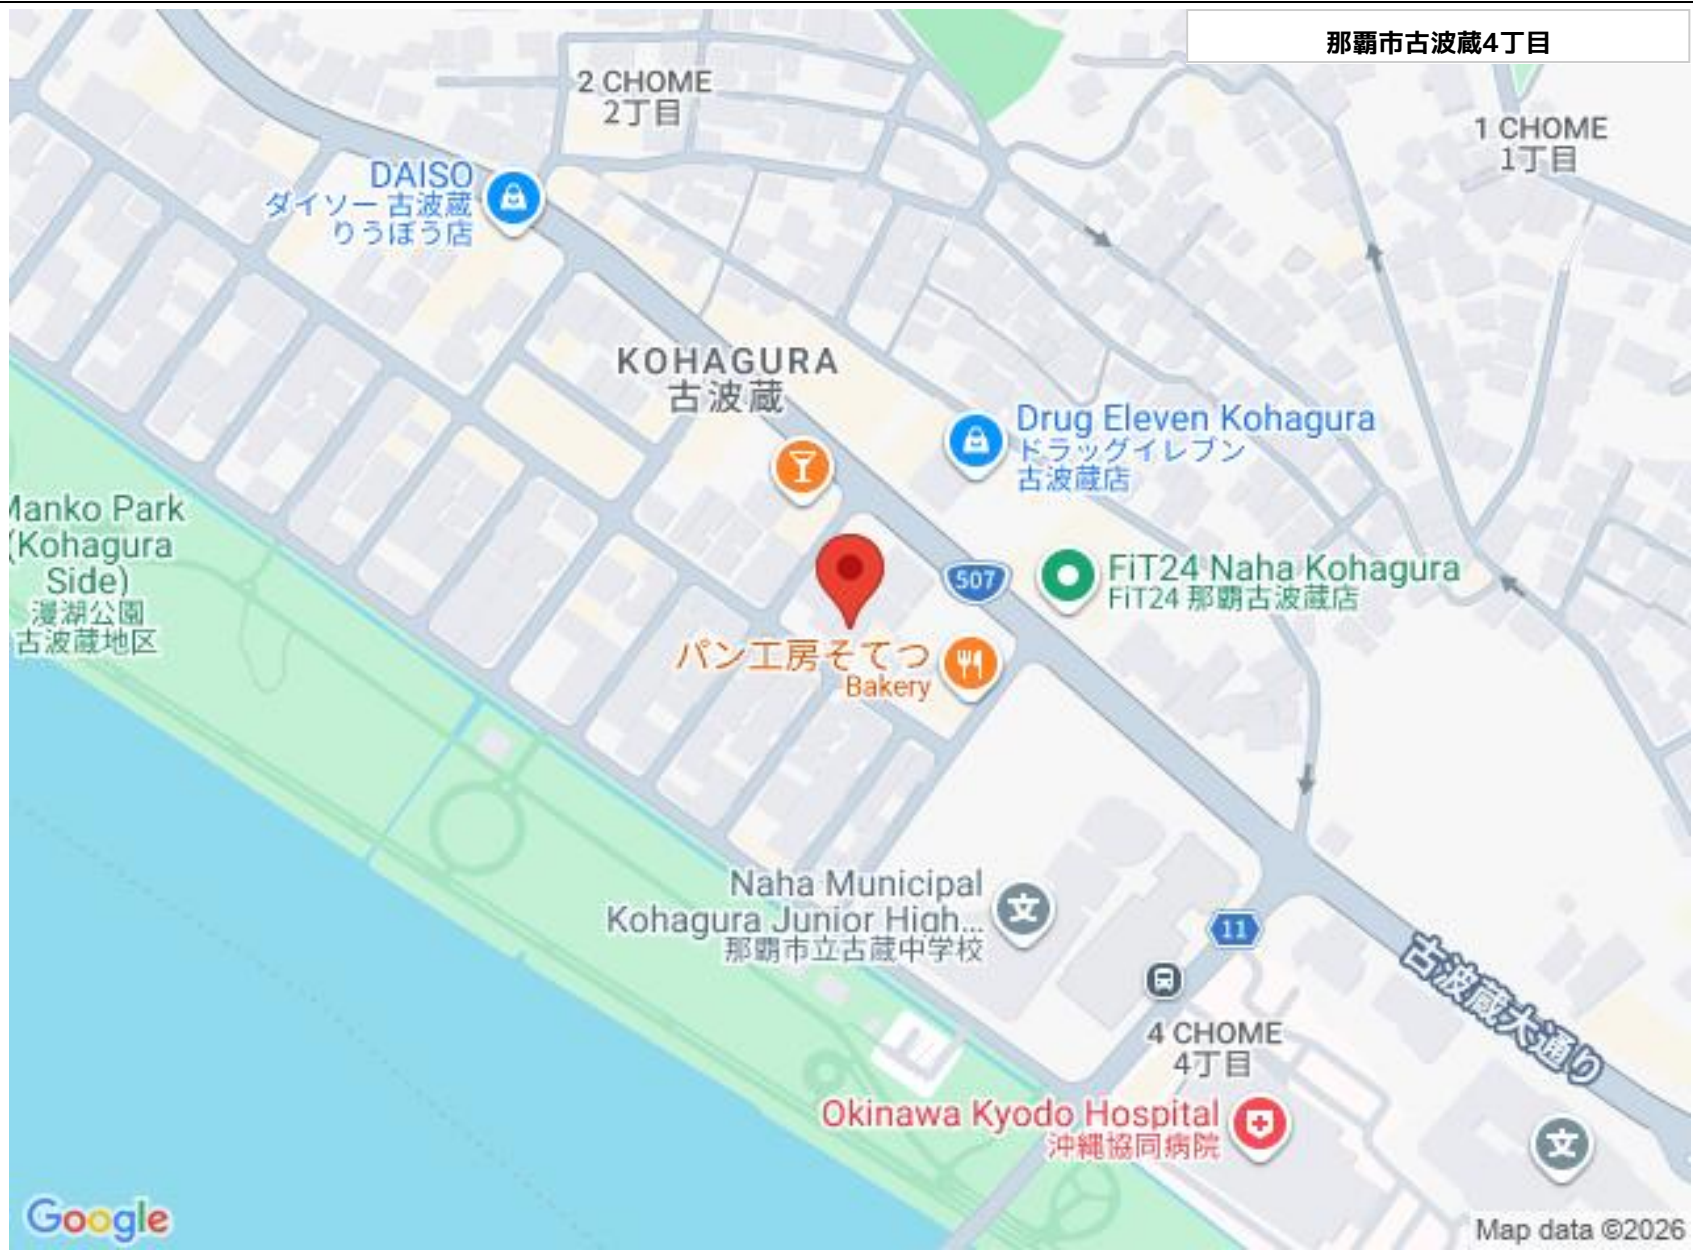 那覇市古波蔵4丁目
2 CHOME
2丁目
1 CHOME
1丁目
DAISO
ダイソー 古波蔵
りうぼう店
KOHAGURA
古波蔵
Drug Eleven Kohagura
ドラッグイレブン
古波蔵店
Manko Park
(Kohagura
Side)
漫湖公園
古波蔵地区
507
FiT24 Naha Kohagura
FiT24 那覇古波蔵店
パン工房そてつ
Bakery
Naha Municipal
Kohagura Junior High...
那覇市立古蔵中学校
文
11
古波蔵大通り
4 CHOME
4丁目
Okinawa Kyodo Hospital
沖縄協同病院
文
Google
Map data ©2026